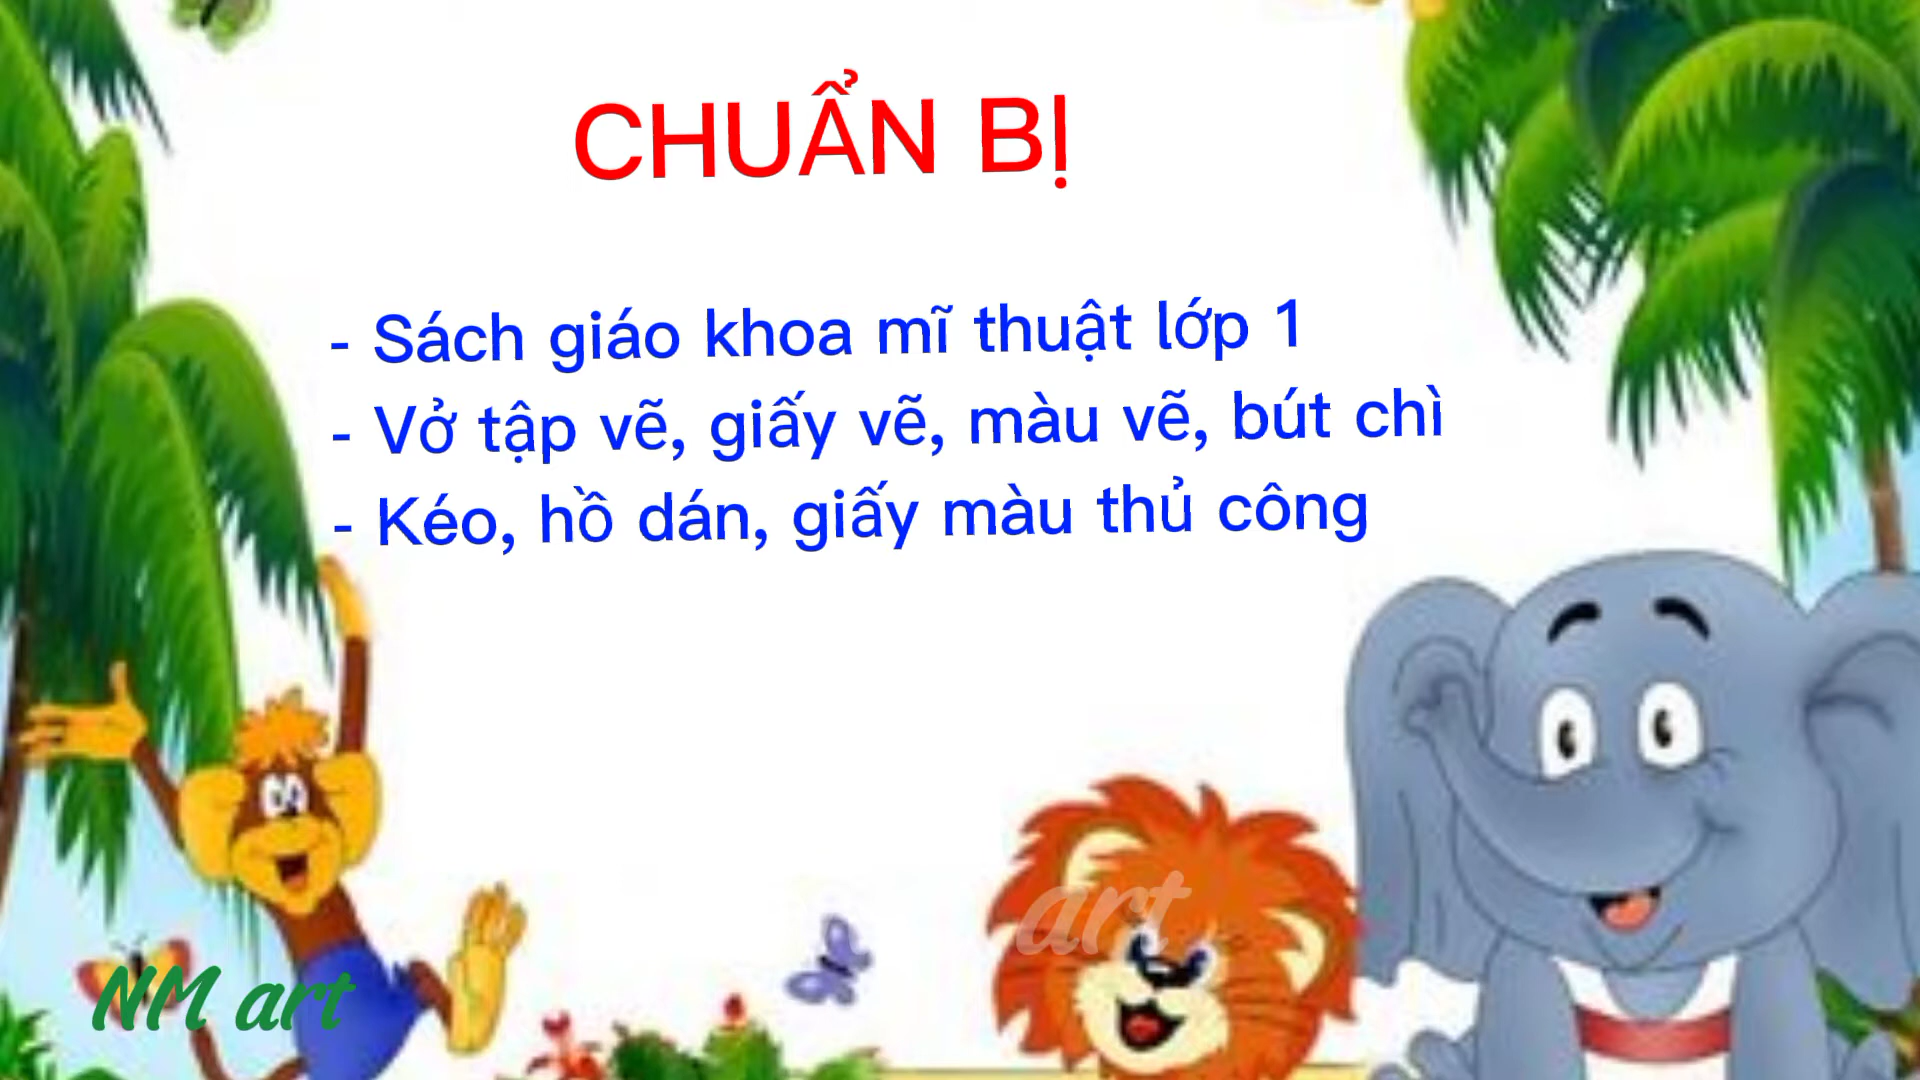 CHUẨN BỊ
- Sách giáo khoa mĩ thuật lớp 1
- Vở tập vẽ, giấy vẽ, màu vẽ, bút chì
- Kéo, hồ dán, giấy màu thủ công
art
NM art